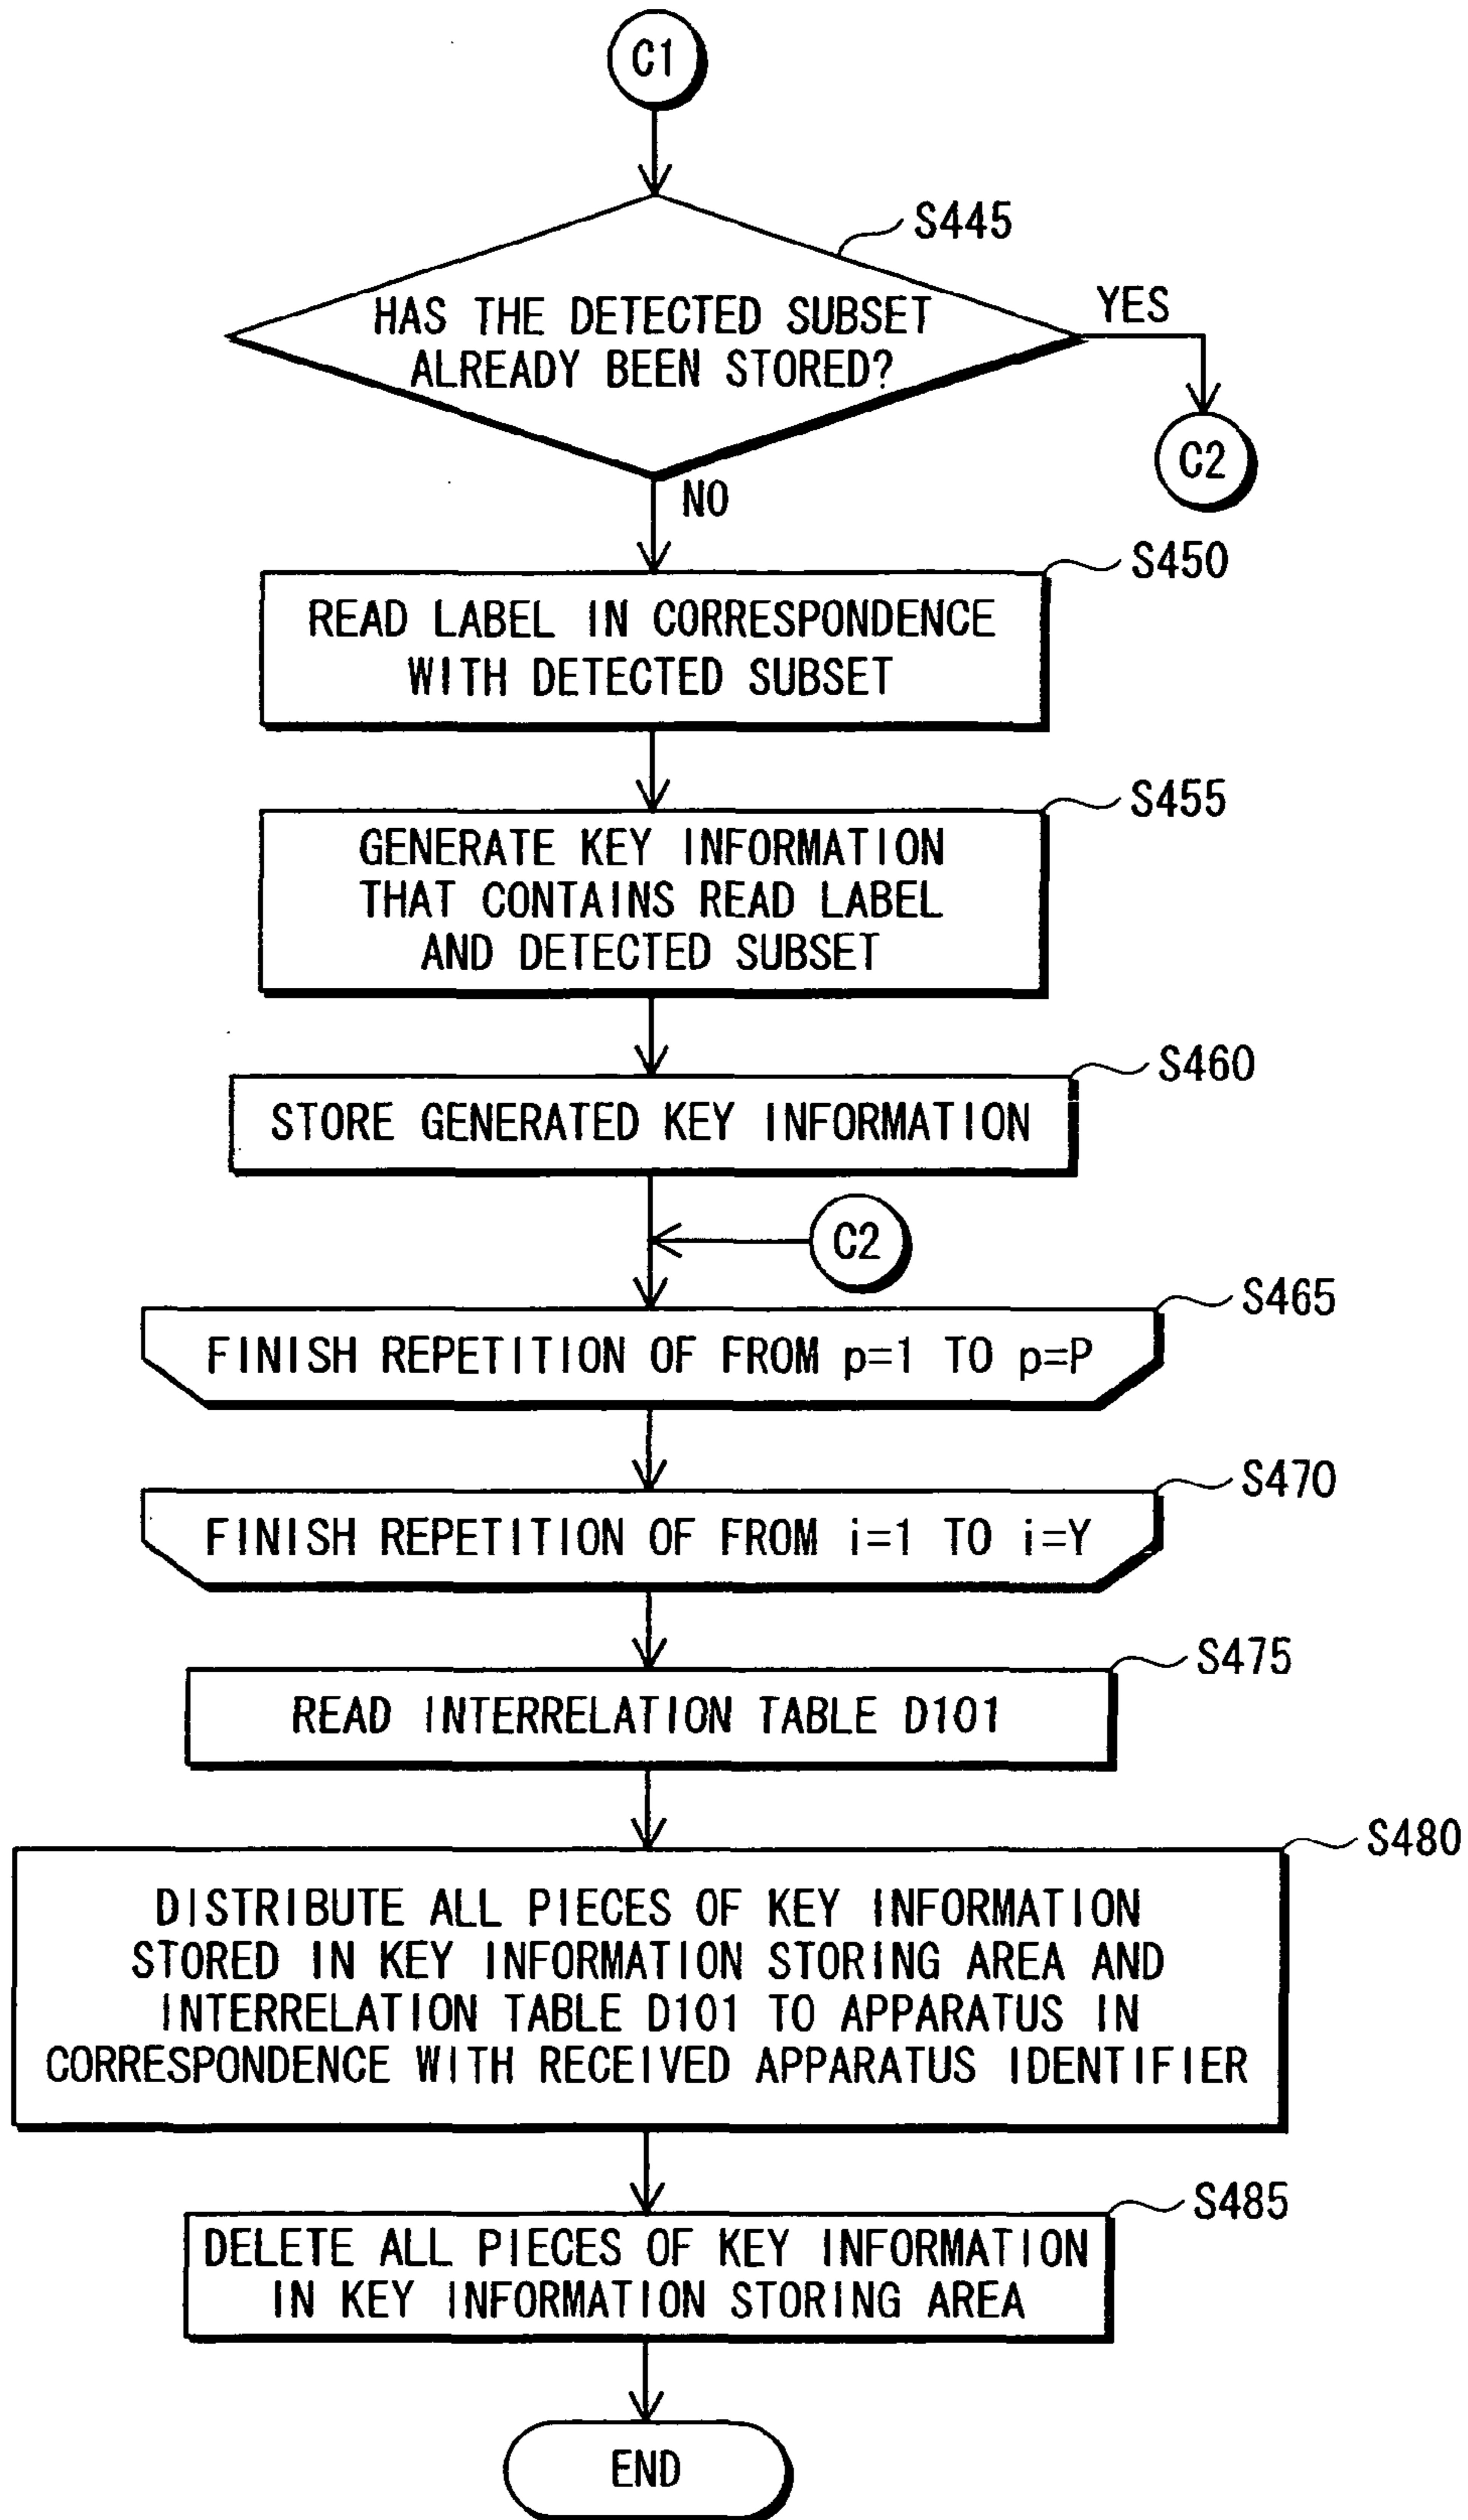 C1
S445
HAS THE DETECTED SUBSET
ALREADY BEEN STORED?
YES
C2
NO
S450
READ LABEL IN CORRESPONDENCE
WITH DETECTED SUBSET
S455
GENERATE KEY INFORMATION
THAT CONTAINS READ LABEL
AND DETECTED SUBSET
S460
STORE GENERATED KEY INFORMATION
C2
S465
FINISH REPETITION OF FROM p=1 TO p=P
S470
FINISH REPETITION OF FROM i=1 TO i=Y
S475
READ INTERRELATION TABLE D101
S480
DISTRIBUTE ALL PIECES OF KEY INFORMATION
STORED IN KEY INFORMATION STORING AREA AND
INTERRELATION TABLE D101 TO APPARATUS IN
CORRESPONDENCE WITH RECEIVED APPARATUS IDENTIFIER
S485
DELETE ALL PIECES OF KEY INFORMATION
IN KEY INFORMATION STORING AREA
END